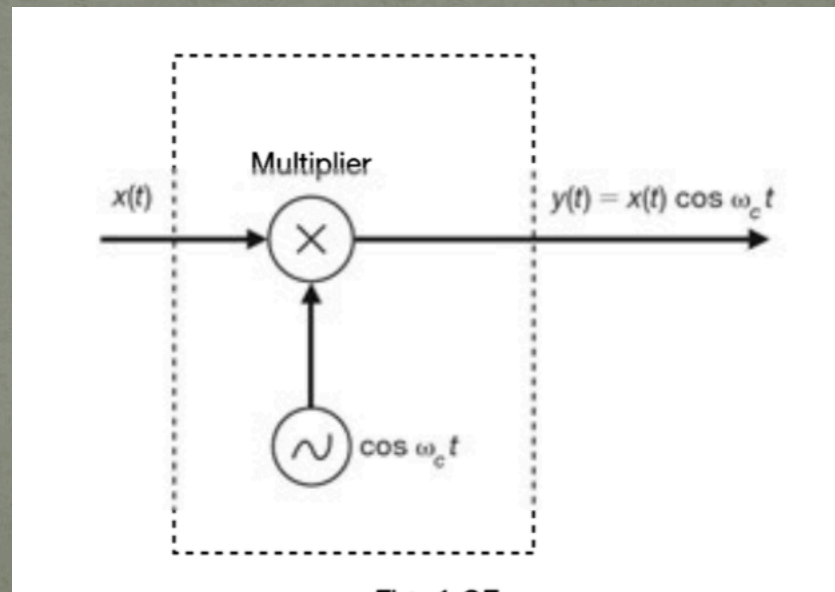 Multiplier
x(t)
y(t) = x(t) cos ω_c t
×
cos ω_c t